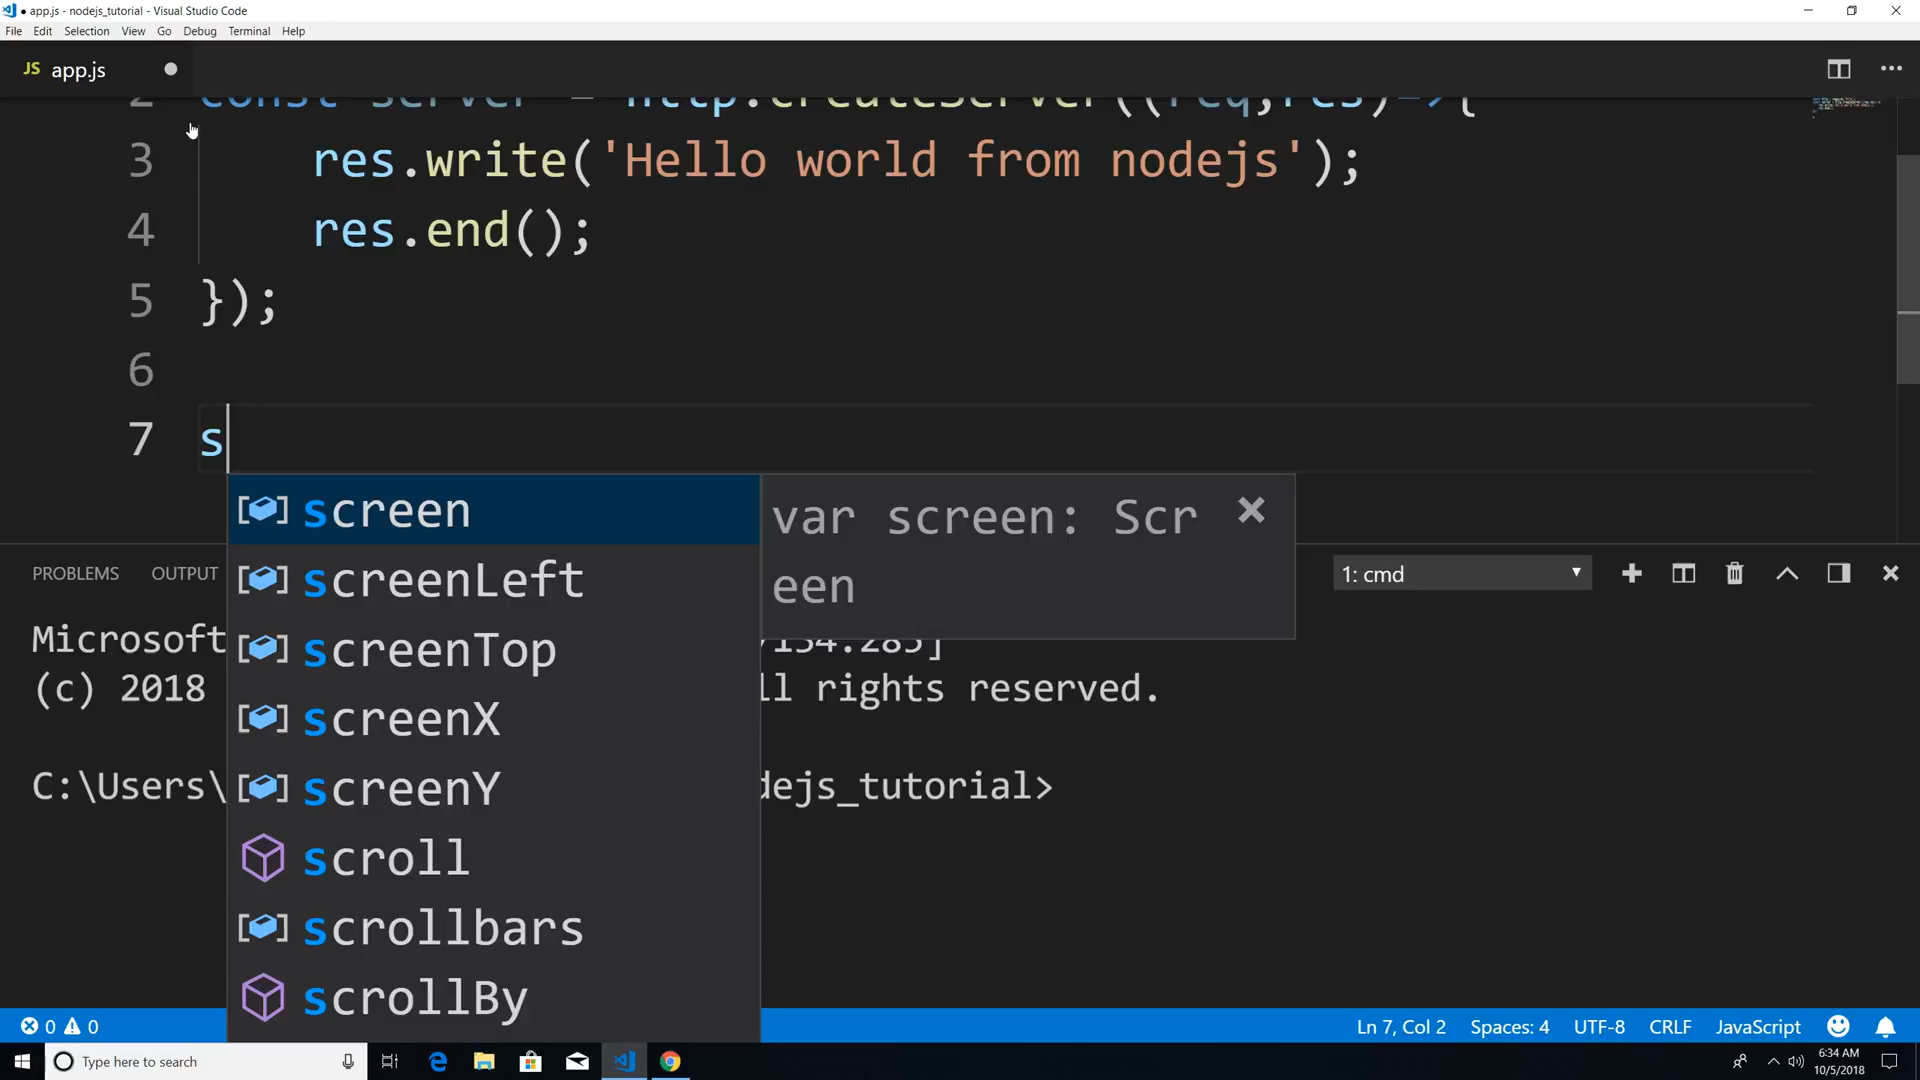 ● app.js - nodejs_tutorial - Visual Studio Code
File Edit Selection View Go Debug Terminal Help
JS app.js ●
2 const server = http.createServer((req,res)=>{
3 res.write('Hello world from nodejs');
4 res.end();
5 });
6
7 s
screen
screenLeft
screenTop
screenX
screenY
scroll
scrollbars
scrollBy
var screen: Scr
een
PROBLEMS OUTPUT 1: cmd
Microsoft
(c) 2018 ll rights reserved.
C:\Users\ dejs_tutorial>
0 0 Ln 7, Col 2 Spaces: 4 UTF-8 CRLF JavaScript
Type here to search
6:34 AM
10/5/2018